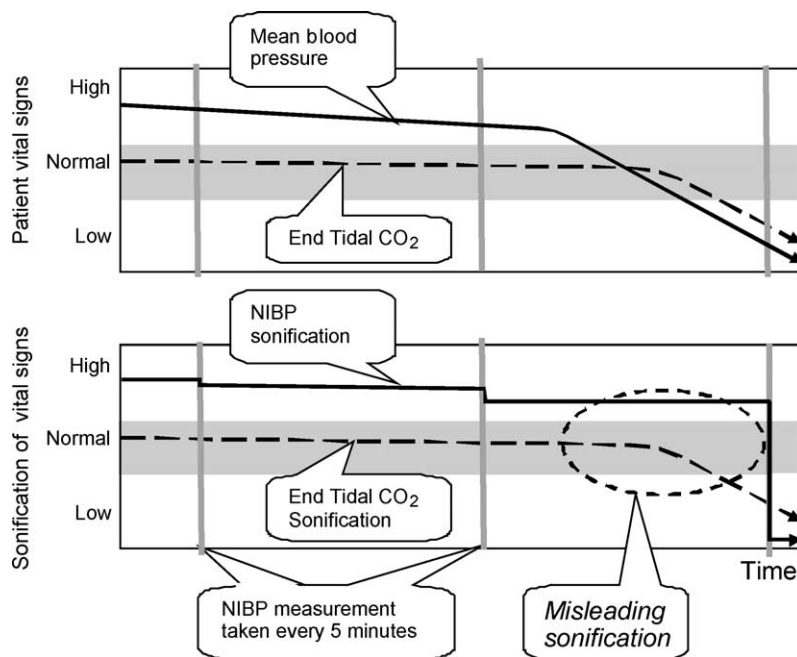 Mean blood
pressure
High
Normal
Low
Patient vital signs
End Tidal CO₂
NIBP
sonification
High
Normal
Low
Sonification of vital signs
End Tidal CO₂
Sonification
Time
NIBP measurement
taken every 5 minutes
Misleading
sonification